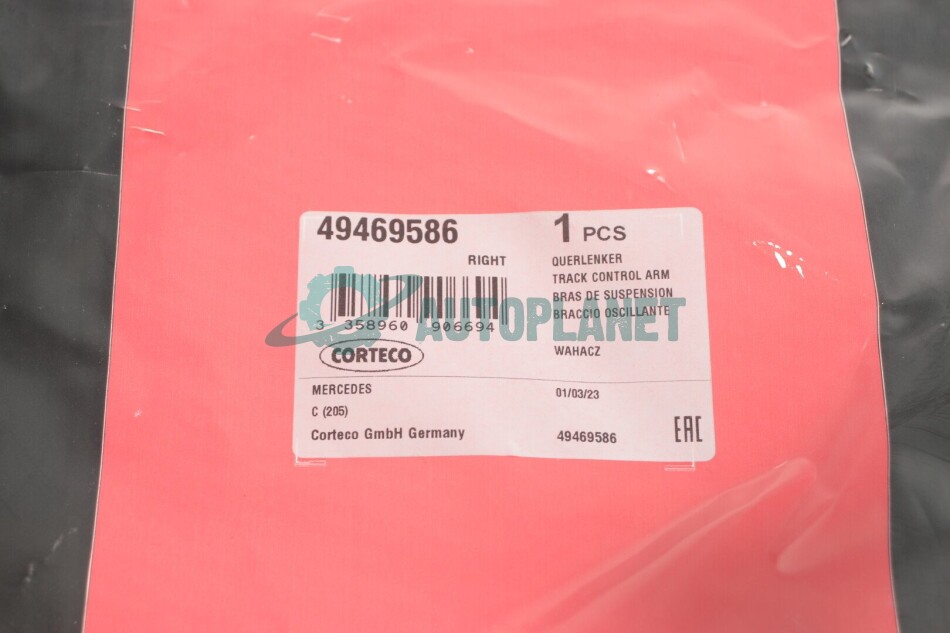 49469586
1 PCS
RIGHT
QUERLENKER
TRACK CONTROL ARM
BRAS DE SUSPENSION
BRACCIO OSCILLANTE
WAHACZ
3 358960 906694
AUTOPLANET
CORTECO
MERCEDES
C (205)
Corteco GmbH Germany
01/03/23
49469586
EAC